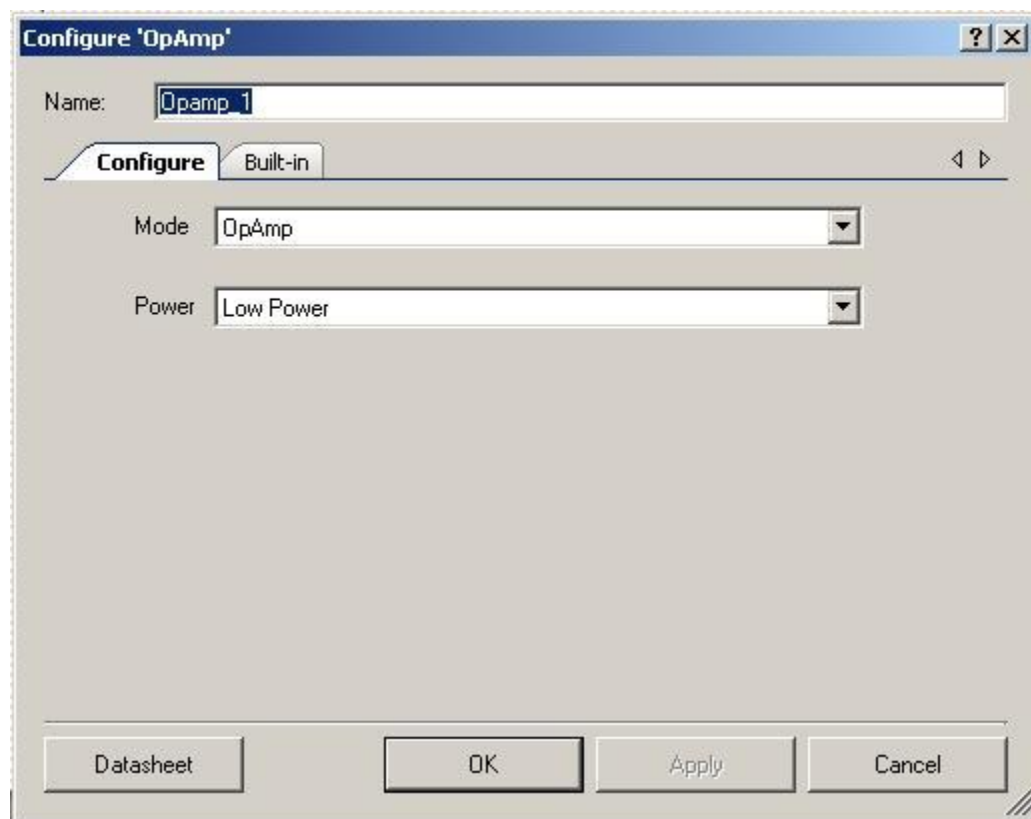 Configure 'OpAmp'
Name: Opamp_1
Configure Built-in
Mode OpAmp
Power Low Power
Datasheet OK Apply Cancel